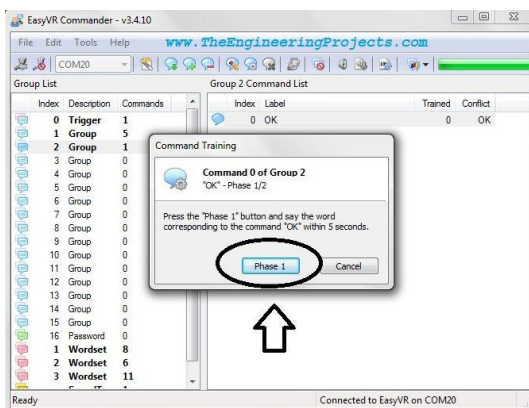 EasyVR Commander - v3.4.10
File Edit Tools Help www.TheEngineeringProjects.com
COM20
Group List Group 2 Command List
Index Description Commands Index Label Trained Conflict
0 Trigger 1 0 OK 0 OK
1 Group 5
2 Group 1
3 Group 0
4 Group 0
5 Group 0
6 Group 0
7 Group 0
8 Group 0
9 Group 0
10 Group 0
11 Group 0
12 Group 0
13 Group 0
14 Group 0
15 Group 0
16 Password 0
1 Wordset 8
2 Wordset 6
3 Wordset 11
Command Training
Command 0 of Group 2
"OK" - Phase 1/2
Press the "Phase 1" button and say the word
corresponding to the command "OK" within 5 seconds.
Phase 1 Cancel
Ready Connected to EasyVR on COM20